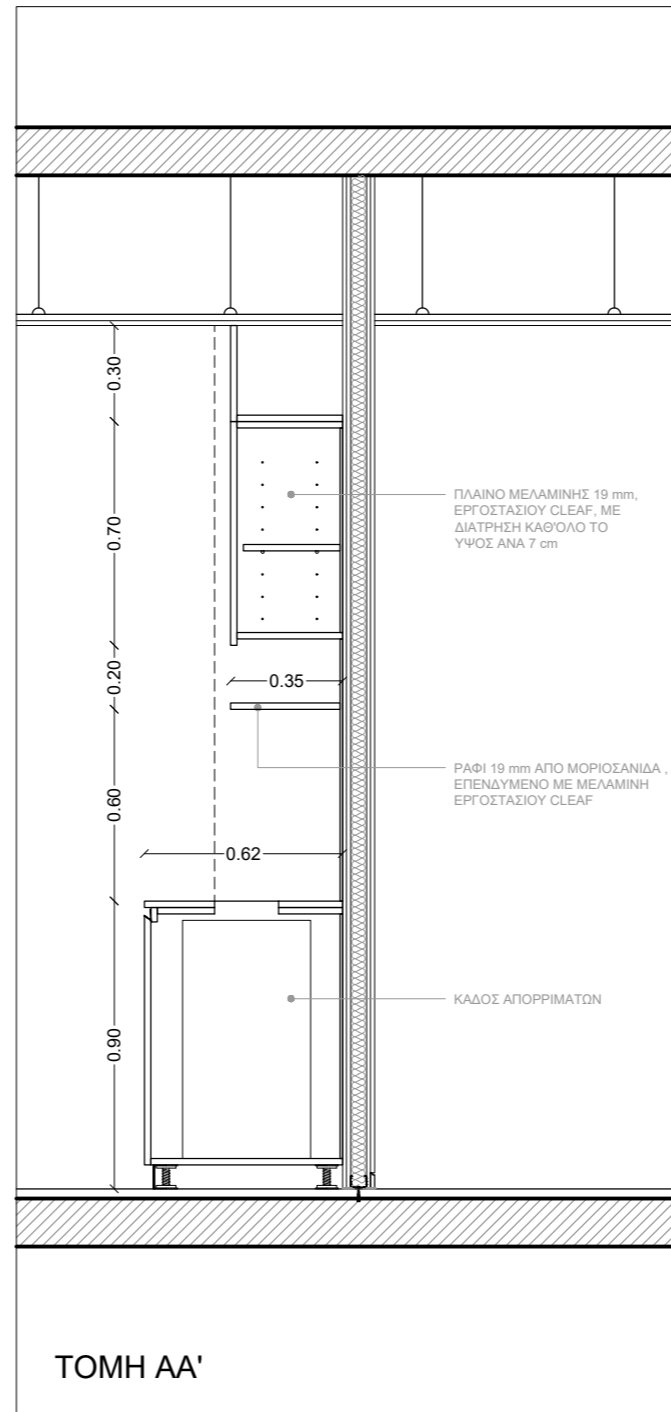 0.30
0.70
ΠΛΑΙΝΟ ΜΕΛΑΜΙΝΗΣ 19 mm,
ΕΡΓΟΣΤΑΣΙΟΥ CLEAF, ΜΕ
ΔΙΑΤΡΗΣΗ ΚΑΘ'ΟΛΟ ΤΟ
ΥΨΟΣ ΑΝΑ 7 cm
0.20
0.35
ΡΑΦΙ 19 mm ΑΠΟ ΜΟΡΙΟΣΑΝΙΔΑ ,
ΕΠΕΝΔΥΜΕΝΟ ΜΕ ΜΕΛΑΜΙΝΗ
ΕΡΓΟΣΤΑΣΙΟΥ CLEAF
0.60
0.62
ΚΑΔΟΣ ΑΠΟΡΡΙΜΑΤΩΝ
0.90
ΤΟΜΗ ΑΑ'